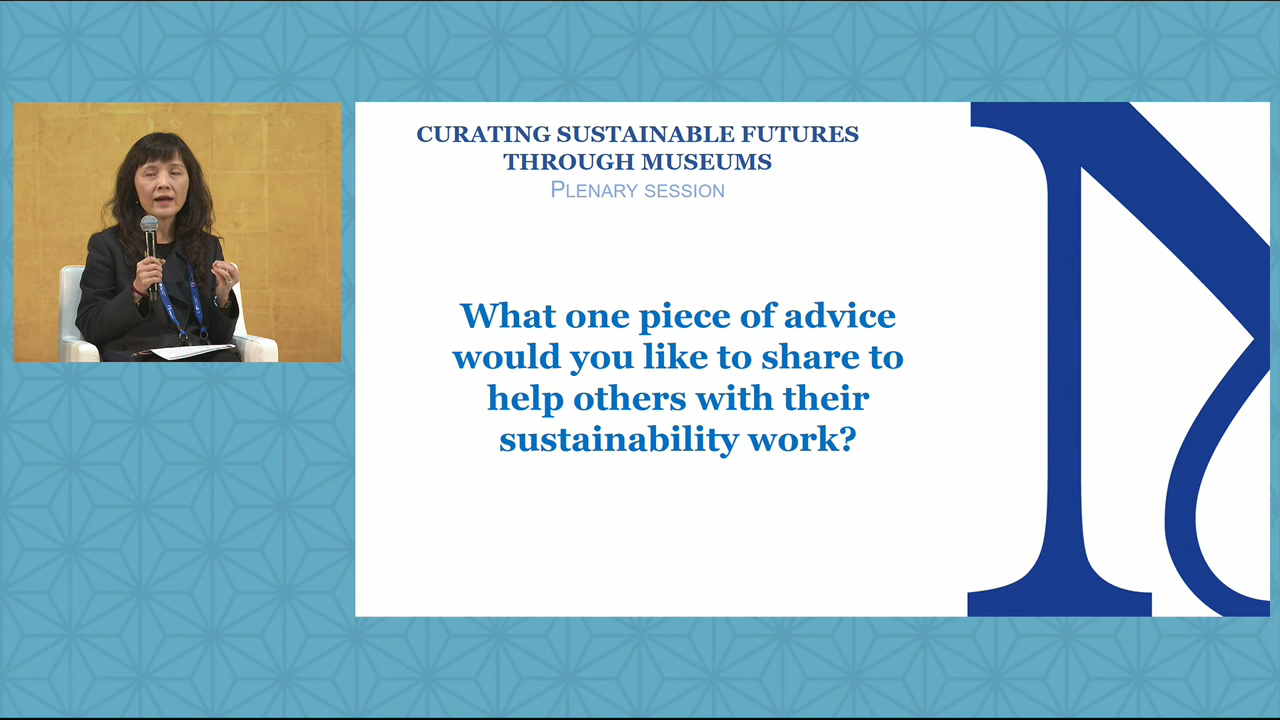 CURATING SUSTAINABLE FUTURES
THROUGH MUSEUMS
PLENARY SESSION
What one piece of advice
would you like to share to
help others with their
sustainability work?